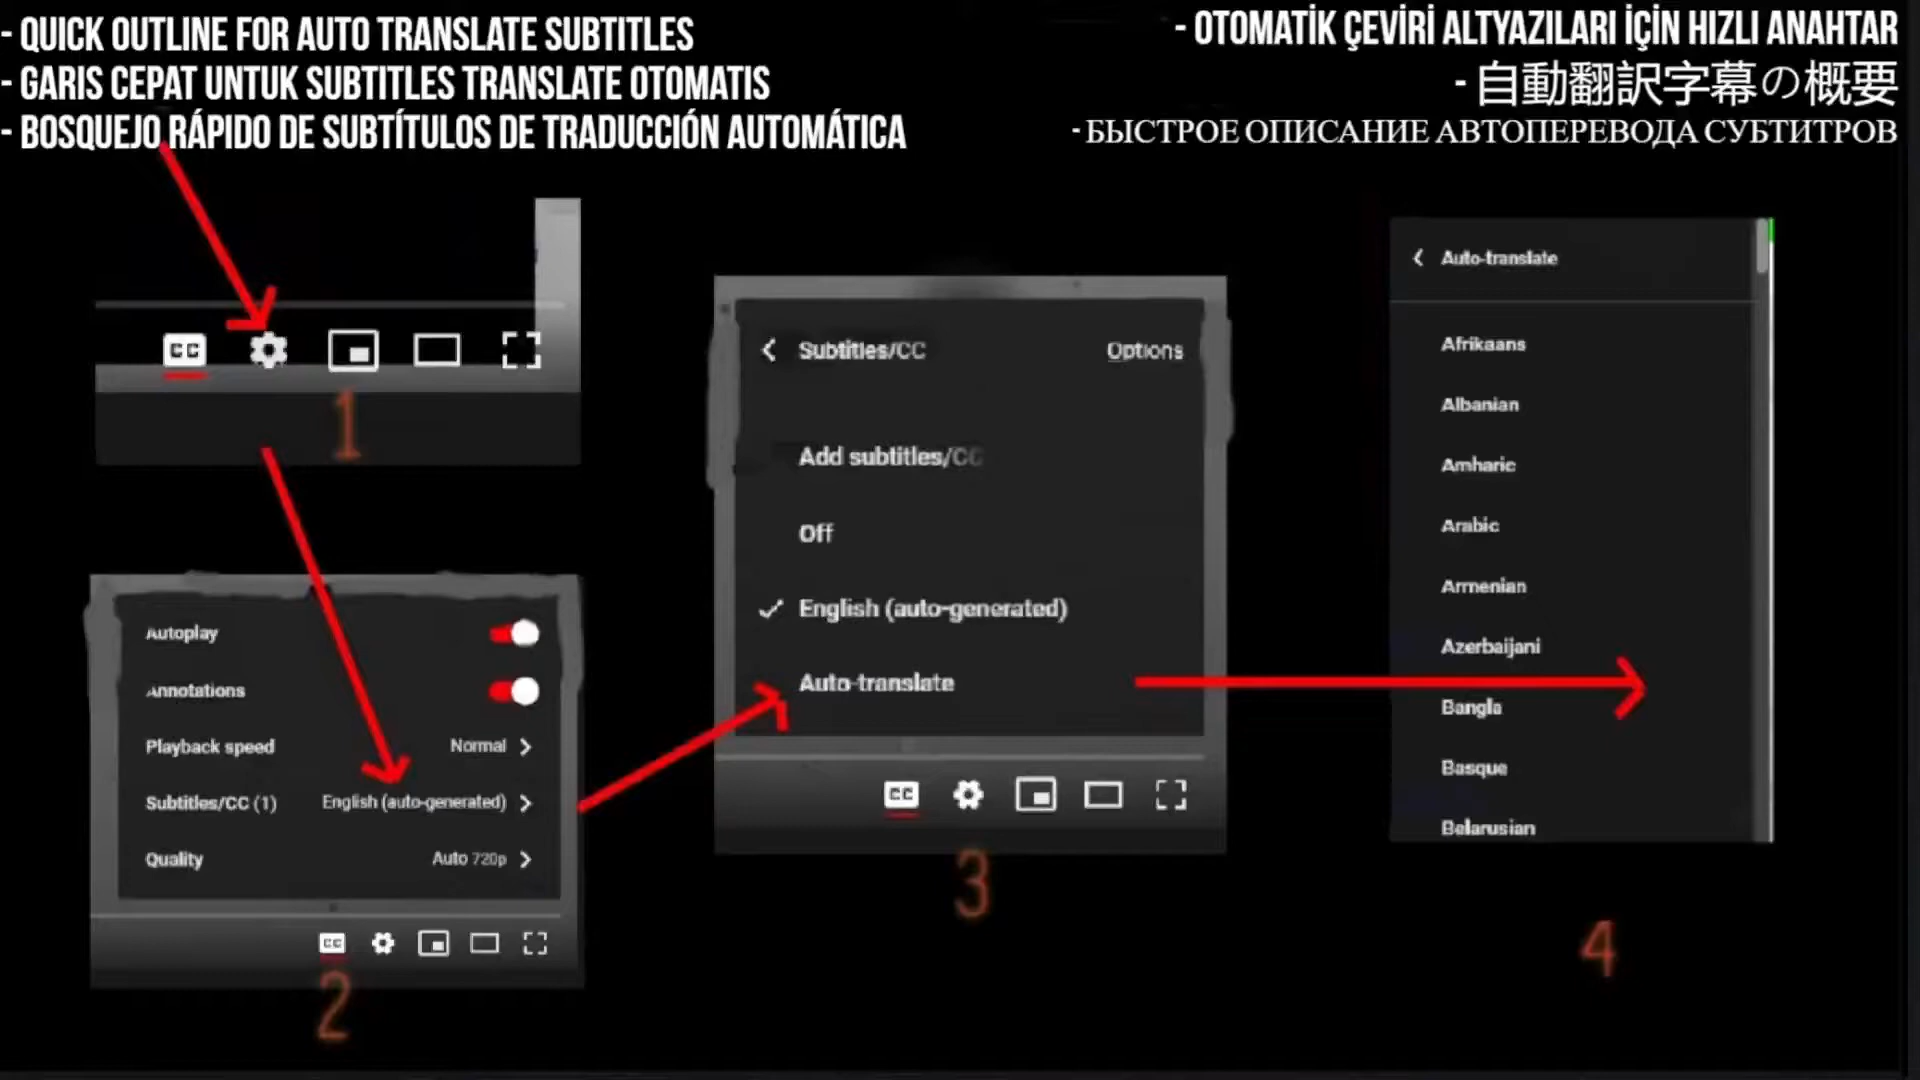 - QUICK OUTLINE FOR AUTO TRANSLATE SUBTITLES
- GARIS CEPAT UNTUK SUBTITLES TRANSLATE OTOMATIS
- BOSQUEJO RÁPIDO DE SUBTÍTULOS DE TRADUCCIÓN AUTOMÁTICA
- OTOMATİK ÇEVİRİ ALTYAZILARI İÇİN HIZLI ANAHTAR
- 自動翻訳字幕の概要
- БЫСТРОЕ ОПИСАНИЕ АВТОПЕРЕВОДА СУБТИТРОВ
CC
1
Autoplay
Annotations
Playback speed Normal
Subtitles/CC (1) English (auto-generated)
Quality Auto 720p
CC
2
Subtitles/CC Options
Add subtitles/CC
Off
English (auto-generated)
Auto-translate
CC
3
Auto-translate
Afrikaans
Albanian
Amharic
Arabic
Armenian
Azerbaijani
Bangla
Basque
Belarusian
4